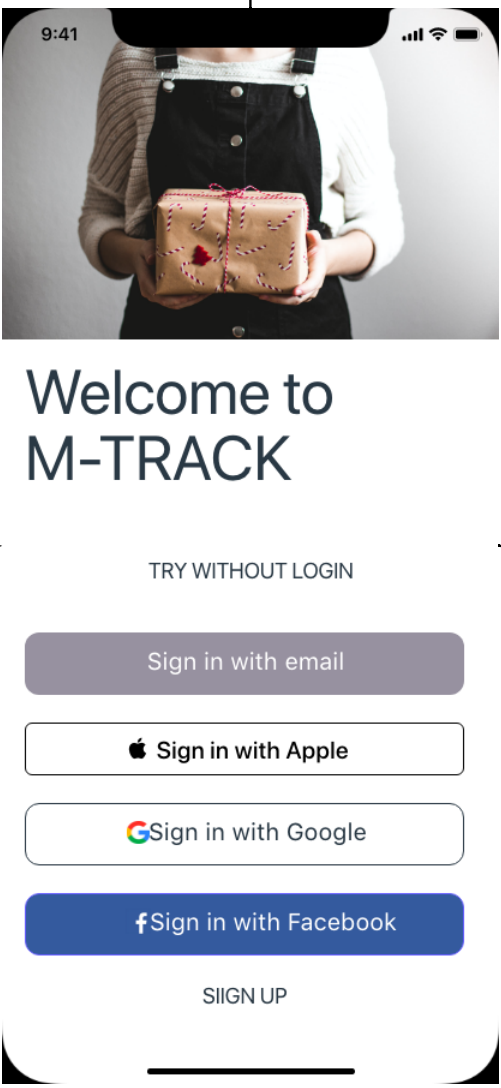 9:41
Welcome to
M-TRACK
TRY WITHOUT LOGIN
Sign in with email
Sign in with Apple
Sign in with Google
Sign in with Facebook
SIIGN UP